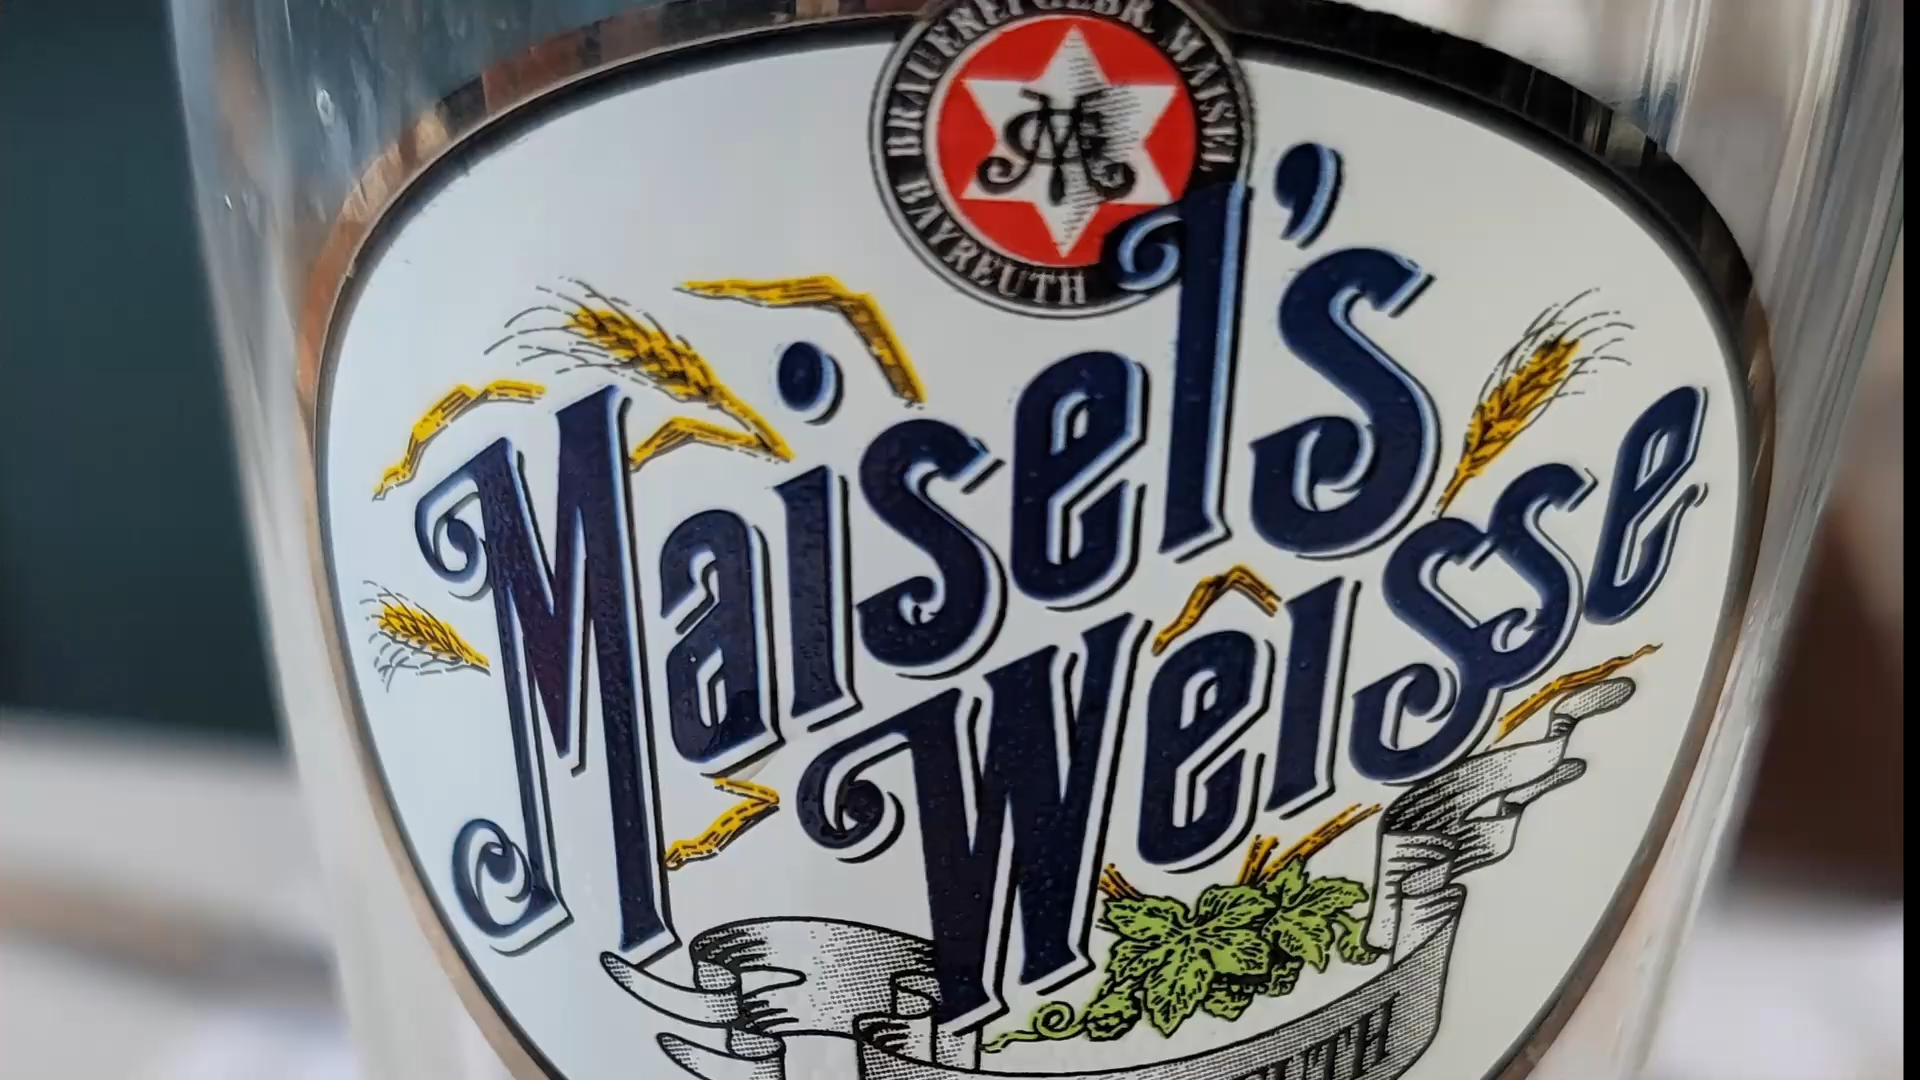 BRAUEREI GEBR. MAISEL
BAYREUTH
M
Maisel's
Weisse